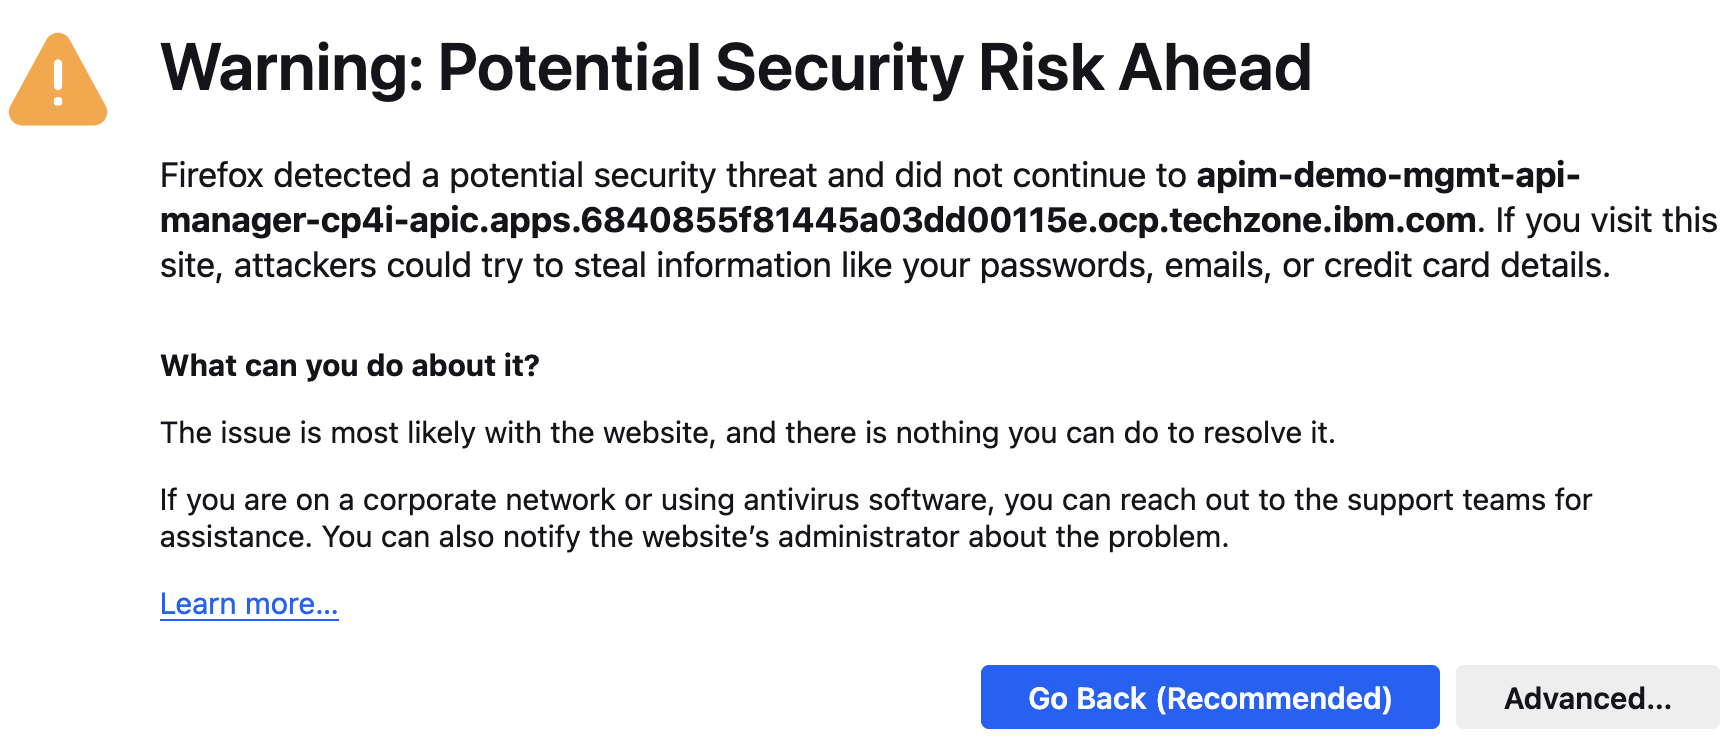 Warning: Potential Security Risk Ahead
Firefox detected a potential security threat and did not continue to apim-demo-mgmt-api-
manager-cp4i-apic.apps.6840855f81445a03dd00115e.ocp.techzone.ibm.com. If you visit this
site, attackers could try to steal information like your passwords, emails, or credit card details.
What can you do about it?
The issue is most likely with the website, and there is nothing you can do to resolve it.
If you are on a corporate network or using antivirus software, you can reach out to the support teams for
assistance. You can also notify the website’s administrator about the problem.
Learn more…
Go Back (Recommended)
Advanced…